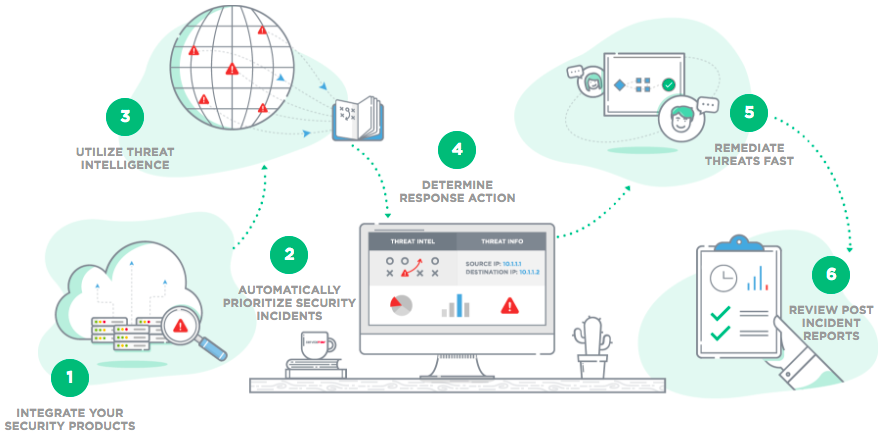 1
INTEGRATE YOUR
SECURITY PRODUCTS
2
AUTOMATICALLY
PRIORITIZE SECURITY
INCIDENTS
3
UTILIZE THREAT
INTELLIGENCE
4
DETERMINE
RESPONSE ACTION
THREAT INTEL
THREAT INFO
SOURCE IP: 10.1.1.1
DESTINATION IP: 10.1.1.2
5
REMEDIATE
THREATS FAST
6
REVIEW POST
INCIDENT
REPORTS